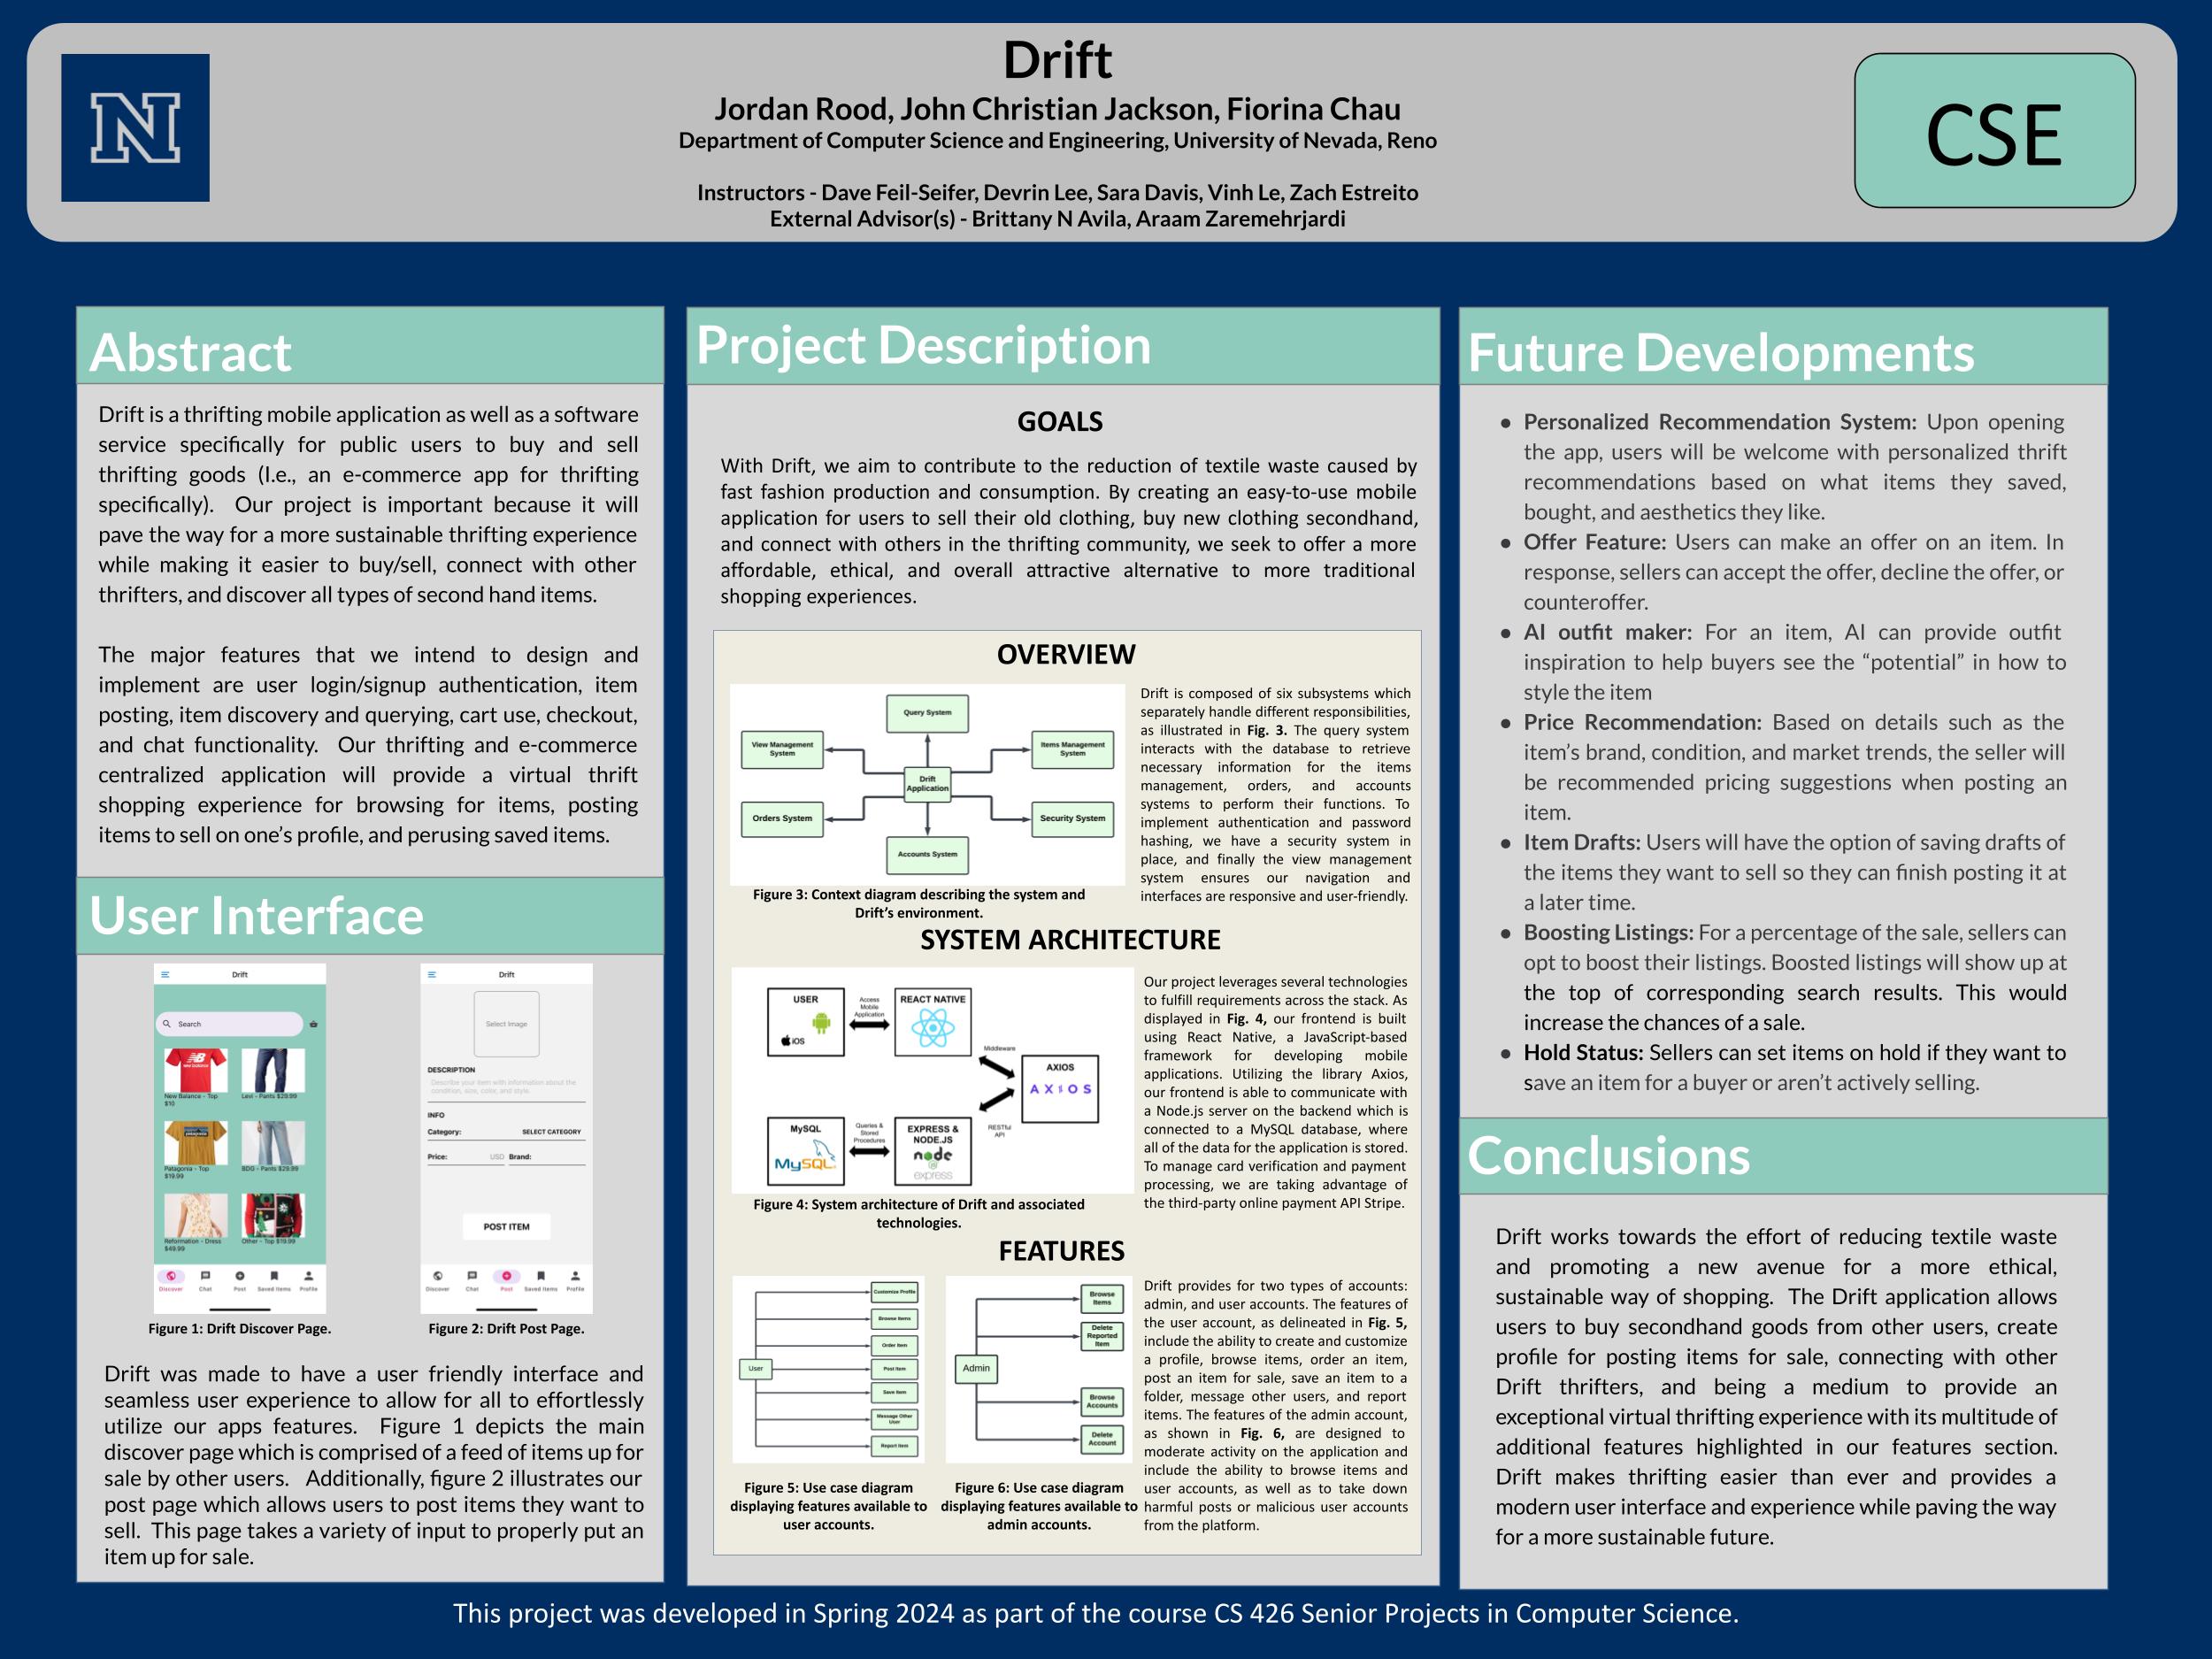 Drift
Jordan Rood, John Christian Jackson, Fiorina Chau
Department of Computer Science and Engineering, University of Nevada, Reno
Instructors - Dave Feil-Seifer, Devrin Lee, Sara Davis, Vinh Le, Zach Estreito
External Advisor(s) - Brittany N Avila, Araam Zaremehrjardi
N
CSE
Abstract
Drift is a thrifting mobile application as well as a software
service specifically for public users to buy and sell
thrifting goods (I.e., an e-commerce app for thrifting
specifically). Our project is important because it will
pave the way for a more sustainable thrifting experience
while making it easier to buy/sell, connect with other
thrifters, and discover all types of second hand items.
The major features that we intend to design and
implement are user login/signup authentication, item
posting, item discovery and querying, cart use, checkout,
and chat functionality. Our thrifting and e-commerce
centralized application will provide a virtual thrift
shopping experience for browsing for items, posting
items to sell on one's profile, and perusing saved items.
User Interface
Drift
Search
New Balance - Top
$10
Levi - Pants $29.99
Patagonia - Top
$19.99
BDG - Pants $29.99
Reformation - Dress
$49.99
Other - Top $19.99
Discover
Chat
Post
Saved Items
Profile
Figure 1: Drift Discover Page.
Drift
Select Image
DESCRIPTION
Describe your item with information about the
condition, size, color, and style.
INFO
Category:
SELECT CATEGORY
Price:
USD
Brand:
POST ITEM
Discover
Chat
Post
Saved Items
Profile
Figure 2: Drift Post Page.
Drift was made to have a user friendly interface and
seamless user experience to allow for all to effortlessly
utilize our apps features. Figure 1 depicts the main
discover page which is comprised of a feed of items up for
sale by other users. Additionally, figure 2 illustrates our
post page which allows users to post items they want to
sell. This page takes a variety of input to properly put an
item up for sale.
Project Description
GOALS
With Drift, we aim to contribute to the reduction of textile waste caused by
fast fashion production and consumption. By creating an easy-to-use mobile
application for users to sell their old clothing, buy new clothing secondhand,
and connect with others in the thrifting community, we seek to offer a more
affordable, ethical, and overall attractive alternative to more traditional
shopping experiences.
OVERVIEW
Query System
View Management
System
Items Management
System
Drift
Application
Orders System
Security System
Accounts System
Figure 3: Context diagram describing the system and
Drift's environment.
Drift is composed of six subsystems which
separately handle different responsibilities,
as illustrated in Fig. 3. The query system
interacts with the database to retrieve
necessary information for the items
management, orders, and accounts
systems to perform their functions. To
implement authentication and password
hashing, we have a security system in
place, and finally the view management
system ensures our navigation and
interfaces are responsive and user-friendly.
SYSTEM ARCHITECTURE
USER
iOS
Access
Mobile
Application
REACT NATIVE
Middleware
AXIOS
AXIOS
MySQL
MySQL
Queries &
Stored
Procedures
EXPRESS &
NODE.JS
node
JS
express
RESTful
API
Figure 4: System architecture of Drift and associated
technologies.
Our project leverages several technologies
to fulfill requirements across the stack. As
displayed in Fig. 4, our frontend is built
using React Native, a JavaScript-based
framework for developing mobile
applications. Utilizing the library Axios,
our frontend is able to communicate with
a Node.js server on the backend which is
connected to a MySQL database, where
all of the data for the application is stored.
To manage card verification and payment
processing, we are taking advantage of
the third-party online payment API Stripe.
FEATURES
User
Customize Profile
Browse Items
Order Item
Post Item
Save Item
Message Other
User
Report Item
Figure 5: Use case diagram
displaying features available to
user accounts.
Admin
Browse
Items
Delete
Reported
Item
Browse
Accounts
Delete
Account
Figure 6: Use case diagram
displaying features available to
admin accounts.
Drift provides for two types of accounts:
admin, and user accounts. The features of
the user account, as delineated in Fig. 5,
include the ability to create and customize
a profile, browse items, order an item,
post an item for sale, save an item to a
folder, message other users, and report
items. The features of the admin account,
as shown in Fig. 6, are designed to
moderate activity on the application and
include the ability to browse items and
user accounts, as well as to take down
harmful posts or malicious user accounts
from the platform.
Future Developments
● Personalized Recommendation System: Upon opening
the app, users will be welcome with personalized thrift
recommendations based on what items they saved,
bought, and aesthetics they like.
● Offer Feature: Users can make an offer on an item. In
response, sellers can accept the offer, decline the offer, or
counteroffer.
● AI outfit maker: For an item, AI can provide outfit
inspiration to help buyers see the “potential” in how to
style the item
● Price Recommendation: Based on details such as the
item's brand, condition, and market trends, the seller will
be recommended pricing suggestions when posting an
item.
● Item Drafts: Users will have the option of saving drafts of
the items they want to sell so they can finish posting it at
a later time.
● Boosting Listings: For a percentage of the sale, sellers can
opt to boost their listings. Boosted listings will show up at
the top of corresponding search results. This would
increase the chances of a sale.
● Hold Status: Sellers can set items on hold if they want to
save an item for a buyer or aren't actively selling.
Conclusions
Drift works towards the effort of reducing textile waste
and promoting a new avenue for a more ethical,
sustainable way of shopping. The Drift application allows
users to buy secondhand goods from other users, create
profile for posting items for sale, connecting with other
Drift thrifters, and being a medium to provide an
exceptional virtual thrifting experience with its multitude of
additional features highlighted in our features section.
Drift makes thrifting easier than ever and provides a
modern user interface and experience while paving the way
for a more sustainable future.
This project was developed in Spring 2024 as part of the course CS 426 Senior Projects in Computer Science.